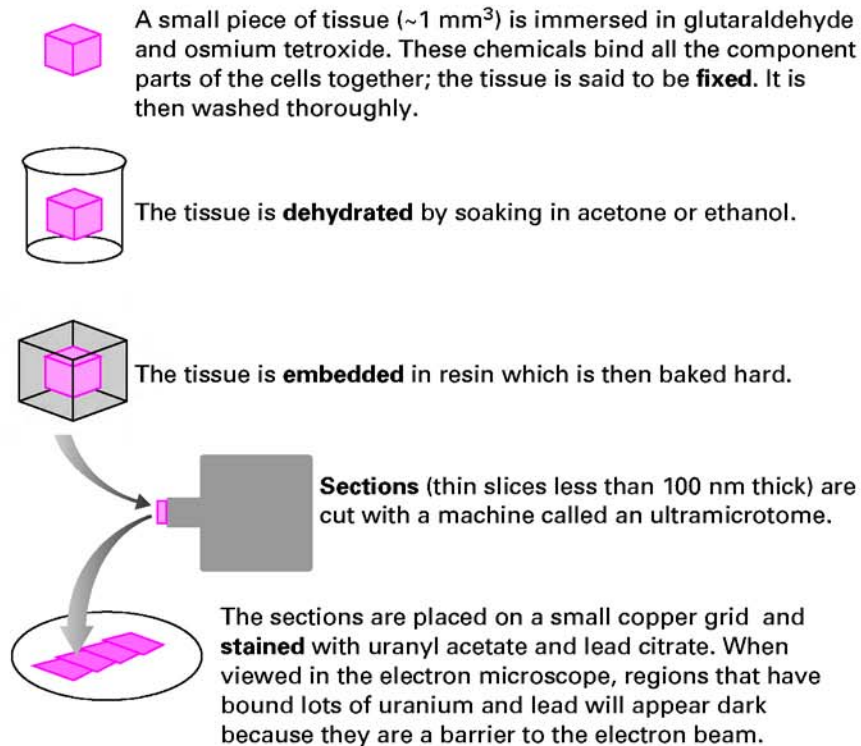 A small piece of tissue (~1 mm³) is immersed in glutaraldehyde
and osmium tetroxide. These chemicals bind all the component
parts of the cells together; the tissue is said to be fixed. It is
then washed thoroughly.
The tissue is dehydrated by soaking in acetone or ethanol.
The tissue is embedded in resin which is then baked hard.
Sections (thin slices less than 100 nm thick) are
cut with a machine called an ultramicrotome.
The sections are placed on a small copper grid and
stained with uranyl acetate and lead citrate. When
viewed in the electron microscope, regions that have
bound lots of uranium and lead will appear dark
because they are a barrier to the electron beam.